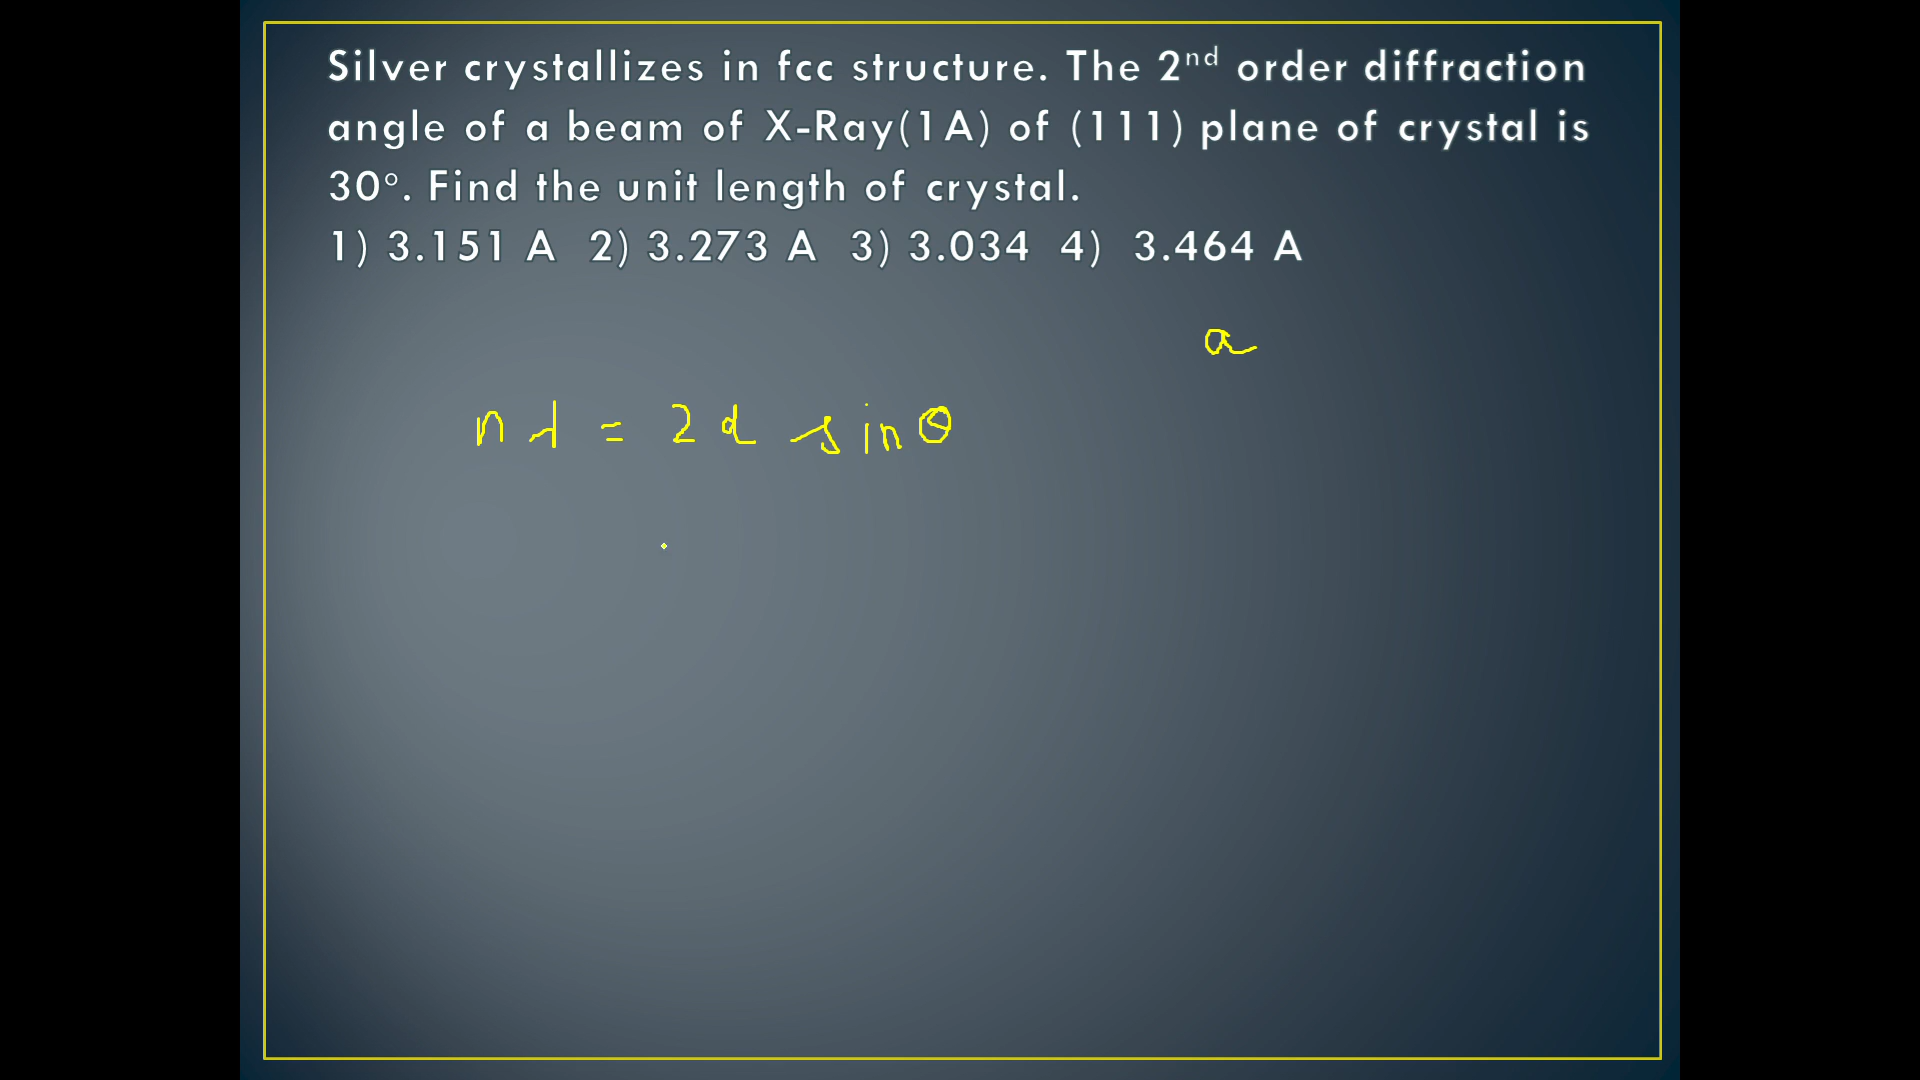 Silver crystallizes in fcc structure. The 2nd order diffraction
angle of a beam of X-Ray(1A) of (111) plane of crystal is
30°. Find the unit length of crystal.
1) 3.151 A 2) 3.273 A 3) 3.034 4) 3.464 A
a
nλ = 2d sinθ